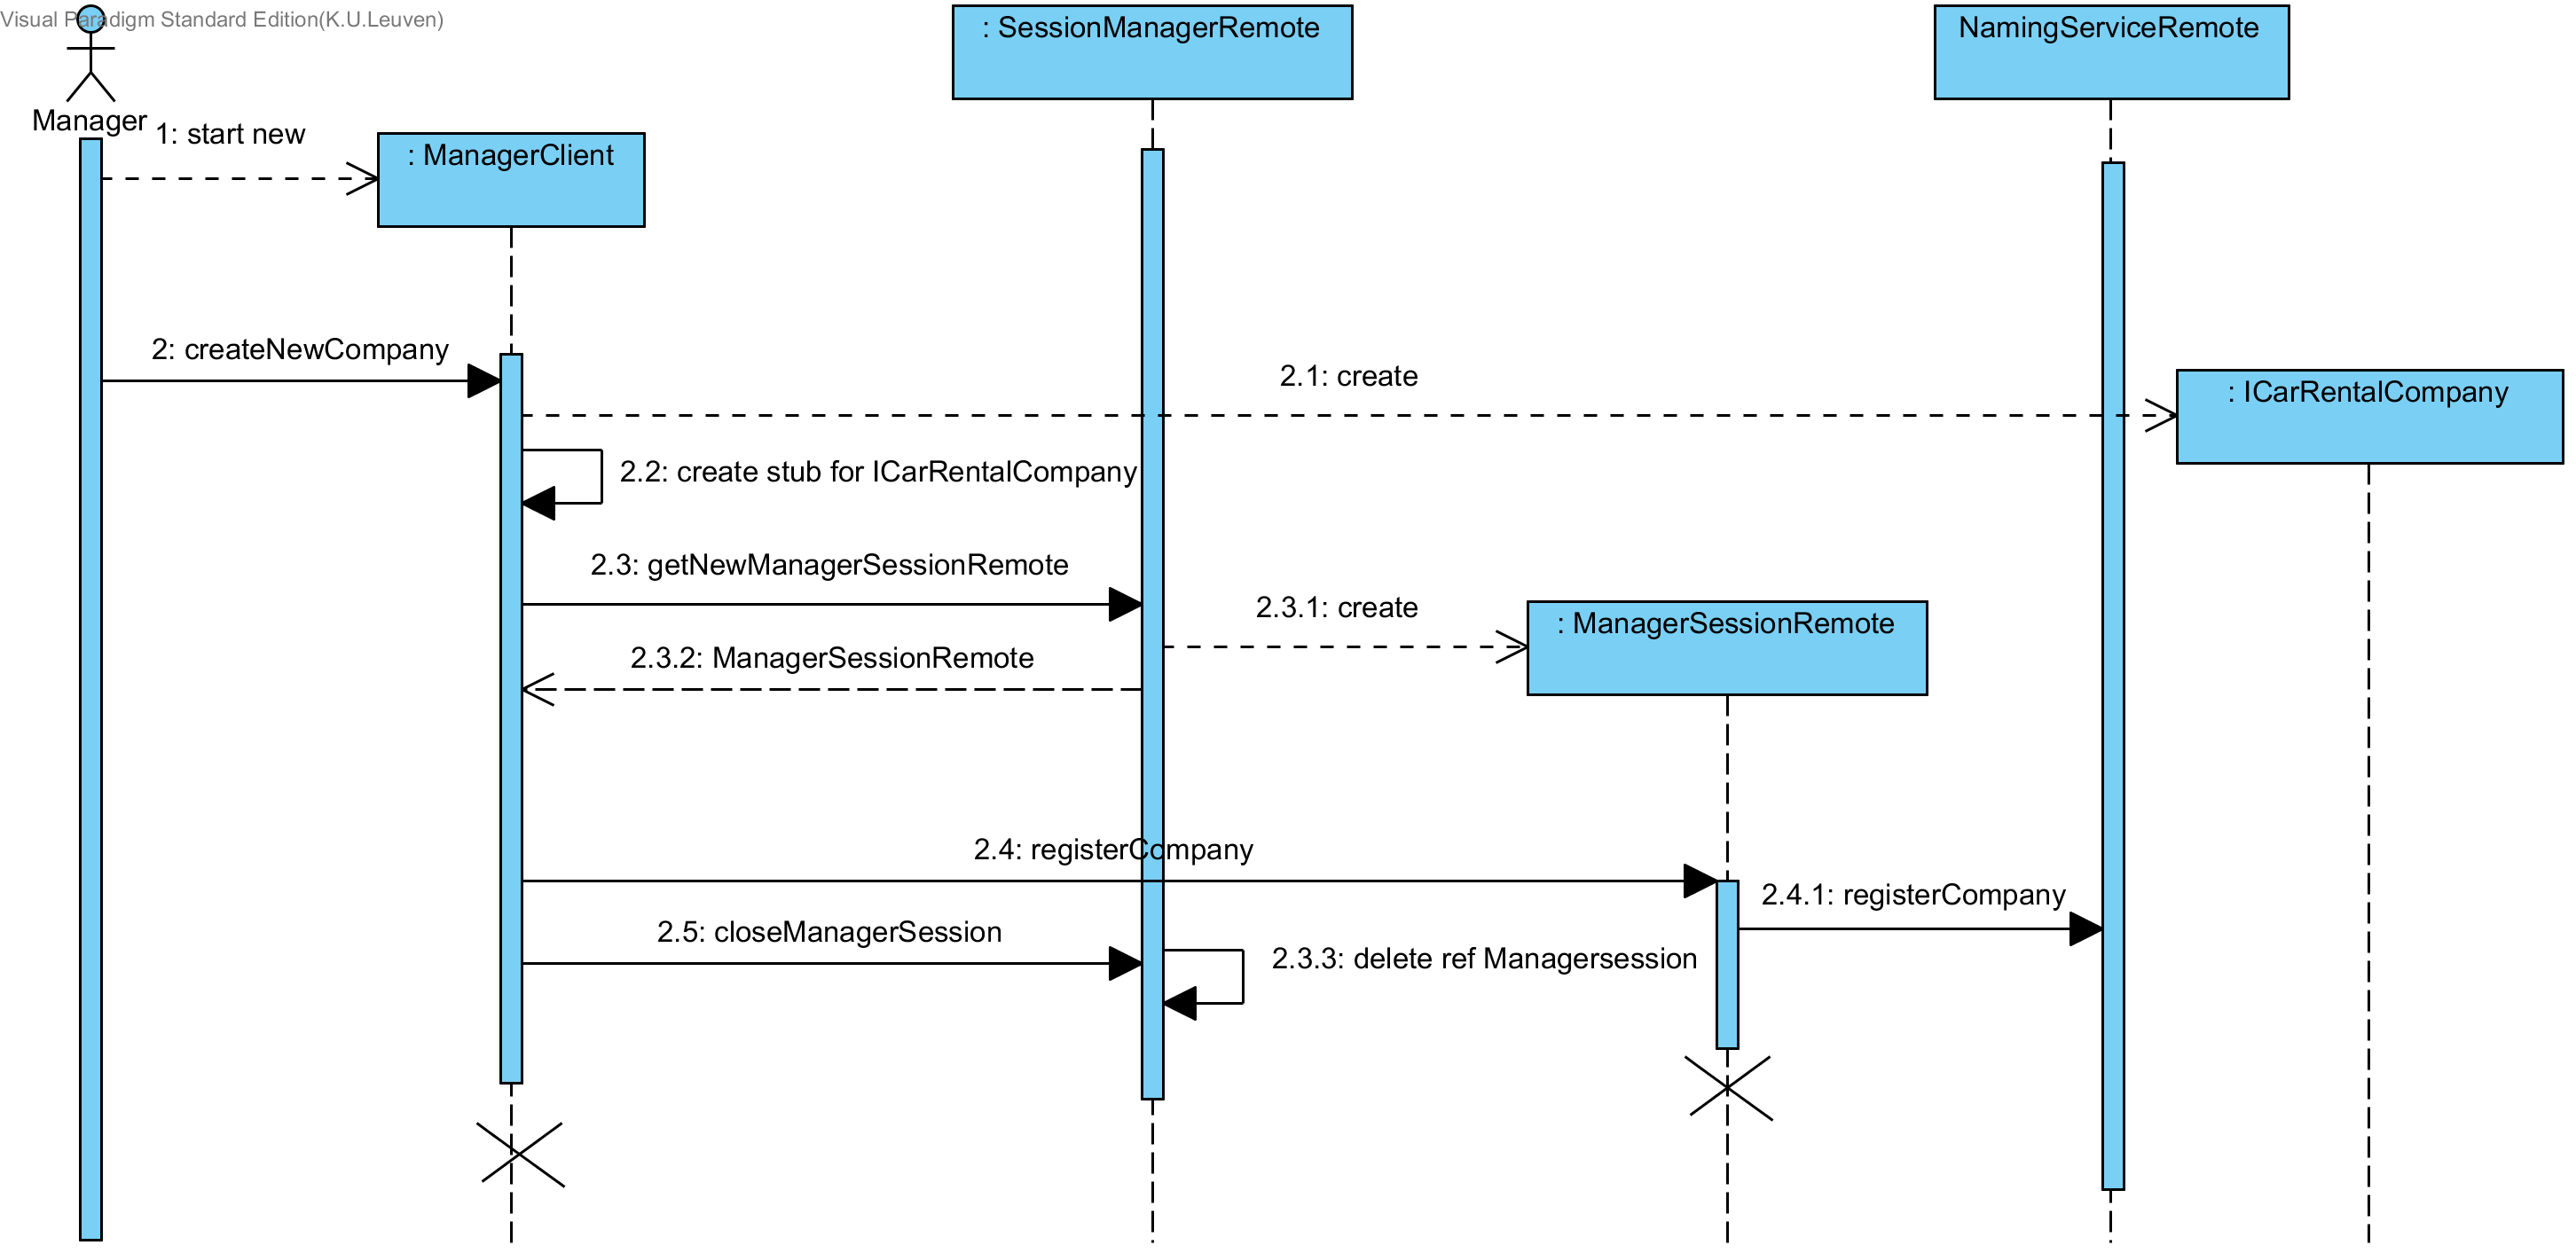 Visual Paradigm Standard Edition(K.U.Leuven)
: SessionManagerRemote
NamingServiceRemote
Manager
1: start new
: ManagerClient
2: createNewCompany
2.1: create
: ICarRentalCompany
2.2: create stub for ICarRentalCompany
2.3: getNewManagerSessionRemote
2.3.1: create
: ManagerSessionRemote
2.3.2: ManagerSessionRemote
2.4: registerCompany
2.4.1: registerCompany
2.5: closeManagerSession
2.3.3: delete ref Managersession